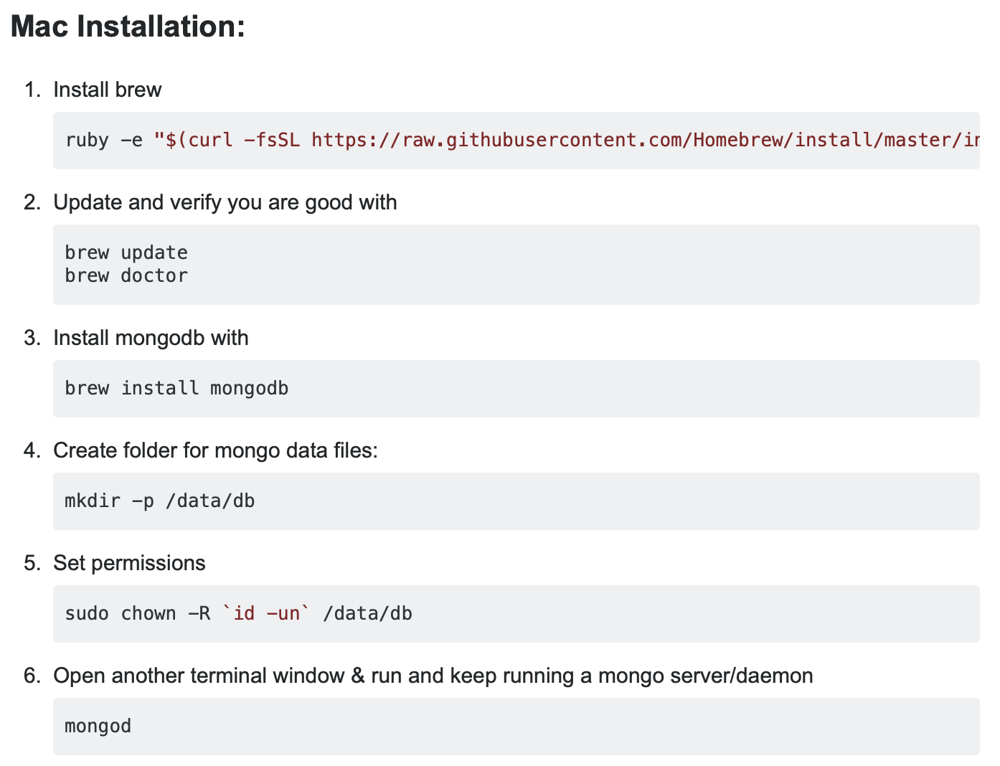 Mac Installation:
1. Install brew
ruby -e "$(curl -fsSL https://raw.githubusercontent.com/Homebrew/install/master/in
2. Update and verify you are good with
brew update
brew doctor
3. Install mongodb with
brew install mongodb
4. Create folder for mongo data files:
mkdir -p /data/db
5. Set permissions
sudo chown -R `id -un` /data/db
6. Open another terminal window & run and keep running a mongo server/daemon
mongod